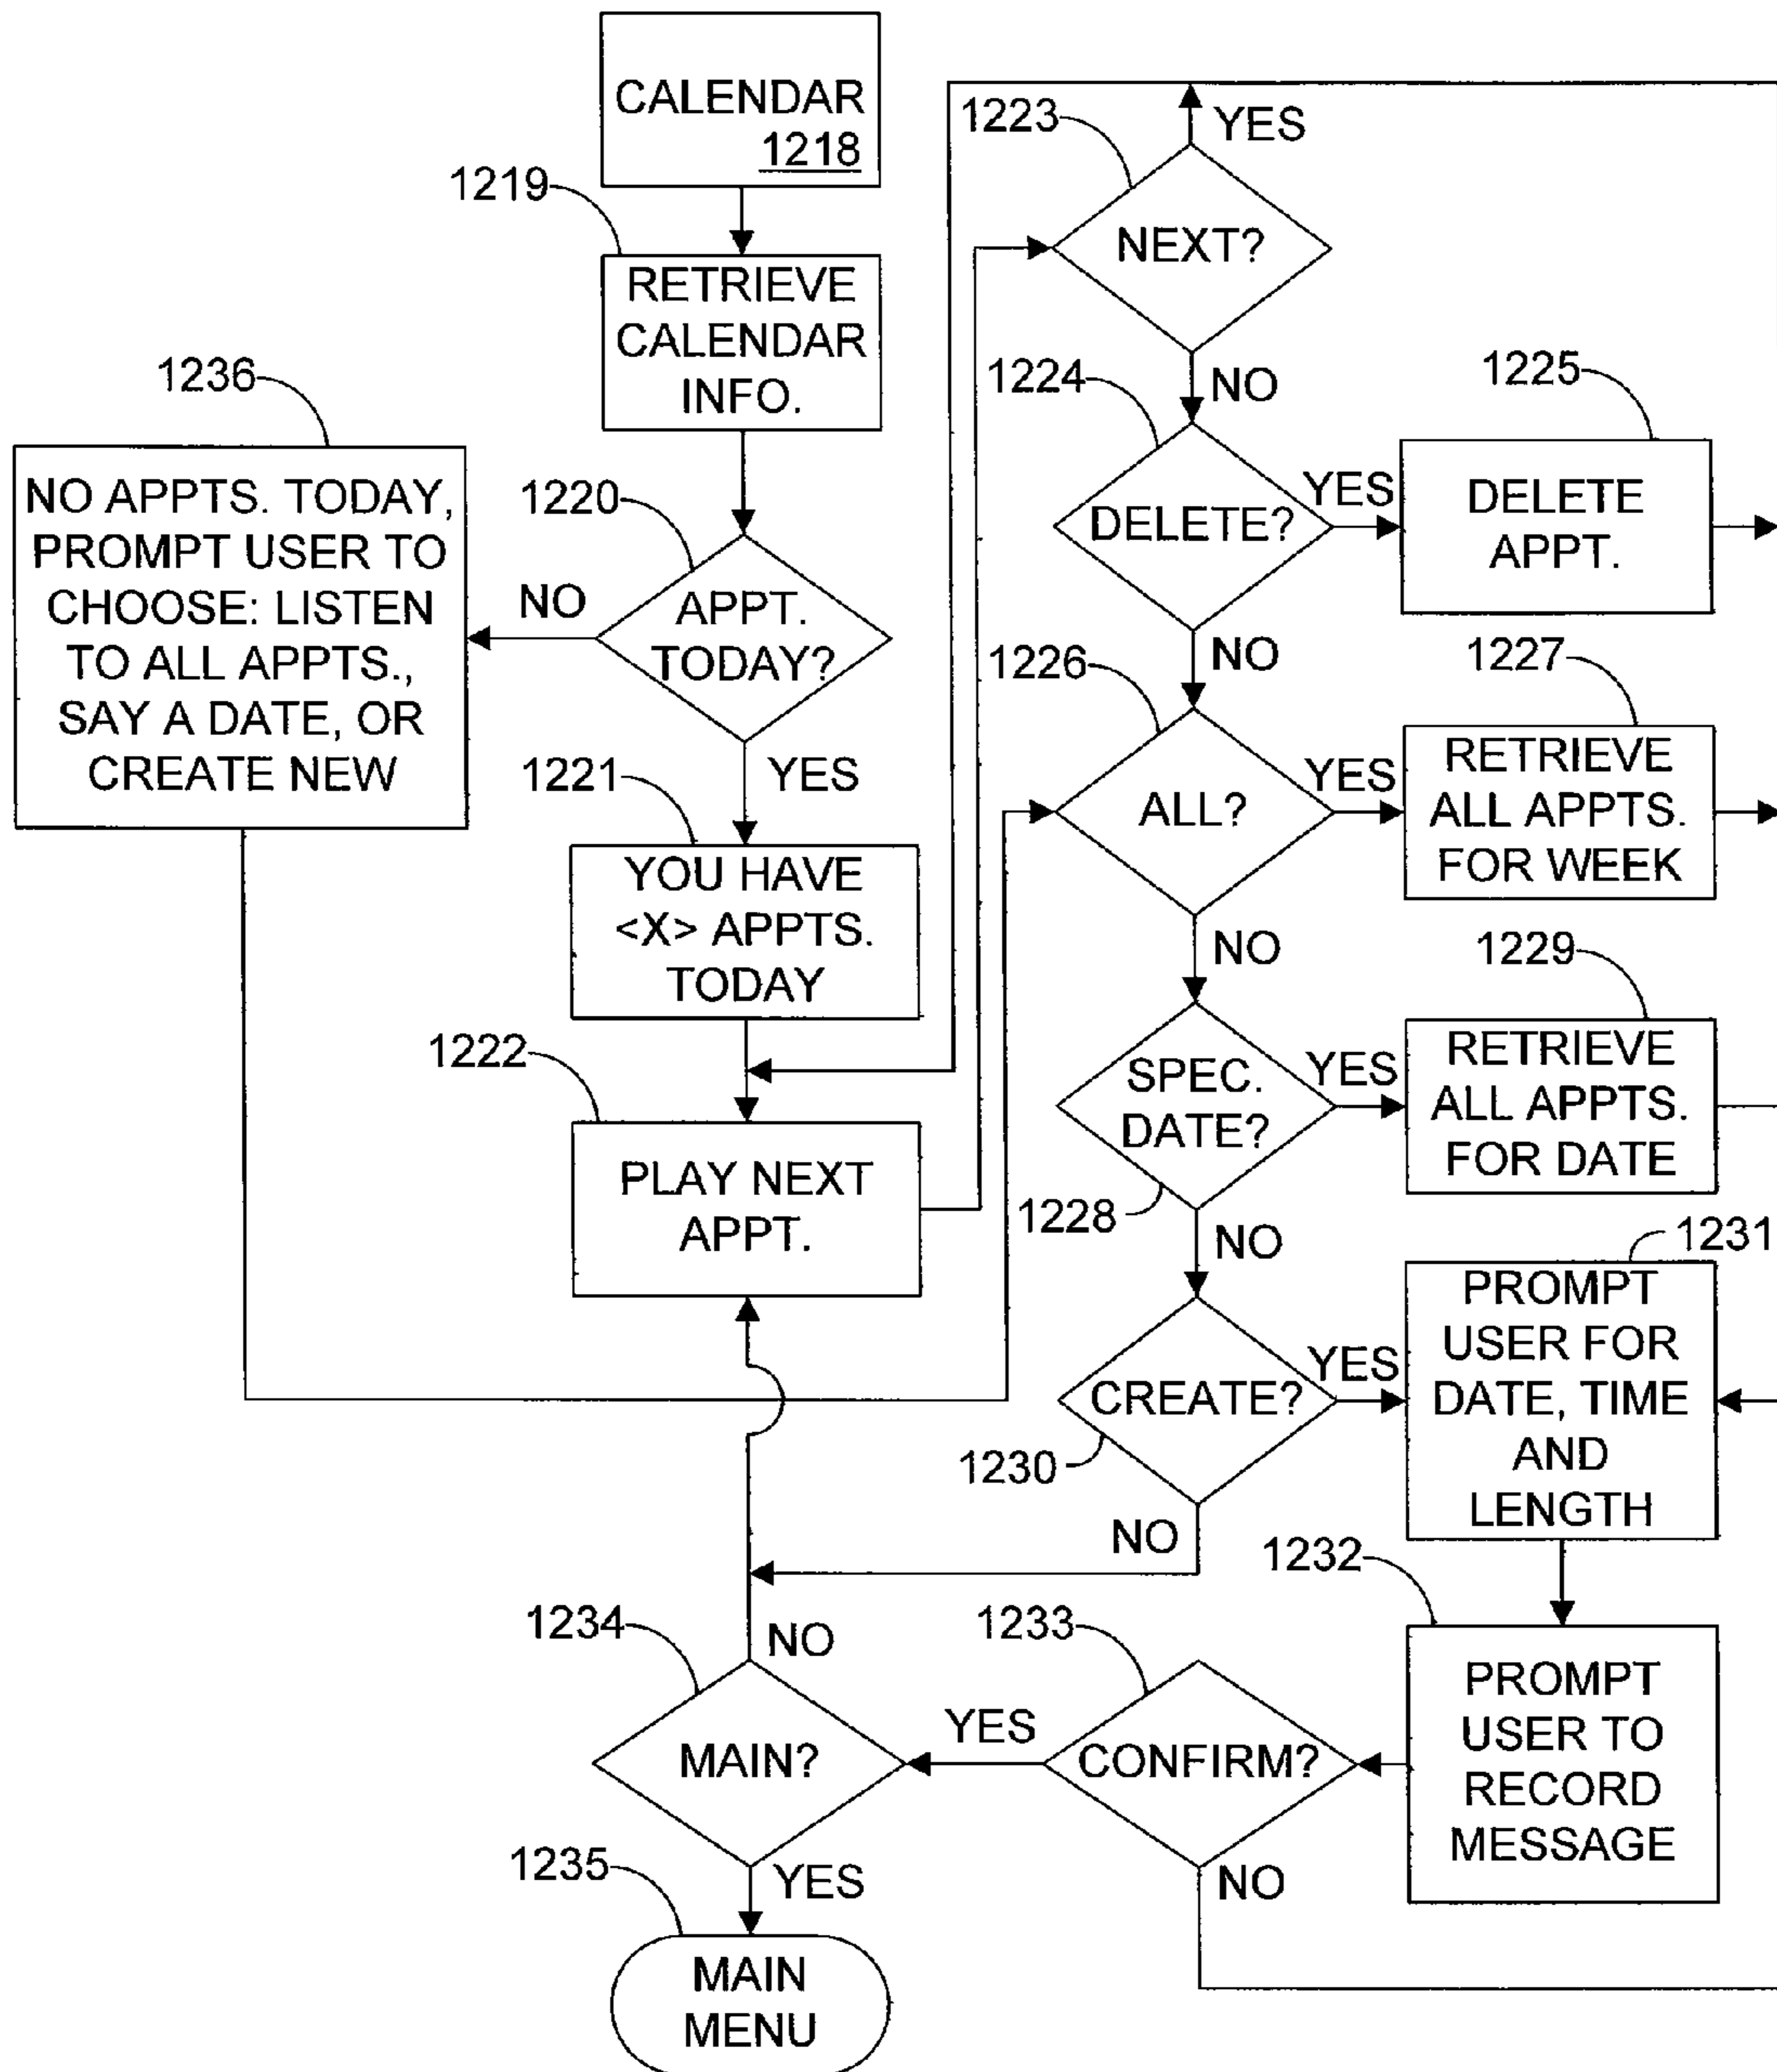 CALENDAR
1218
1219
RETRIEVE
CALENDAR
INFO.
1236
NO APPTS. TODAY,
PROMPT USER TO
CHOOSE: LISTEN
TO ALL APPTS.,
SAY A DATE, OR
CREATE NEW
1220
NO
APPT.
TODAY?
YES
1221
YOU HAVE
<X> APPTS.
TODAY
1222
PLAY NEXT
APPT.
1223
YES
NEXT?
NO
1224
DELETE?
YES
1225
DELETE
APPT.
NO
1226
ALL?
YES
1227
RETRIEVE
ALL APPTS.
FOR WEEK
NO
SPEC.
DATE?
1228
YES
1229
RETRIEVE
ALL APPTS.
FOR DATE
NO
CREATE?
1230
YES
1231
PROMPT
USER FOR
DATE, TIME
AND
LENGTH
NO
1232
PROMPT
USER TO
RECORD
MESSAGE
1233
CONFIRM?
YES
NO
1234
NO
MAIN?
YES
1235
MAIN
MENU